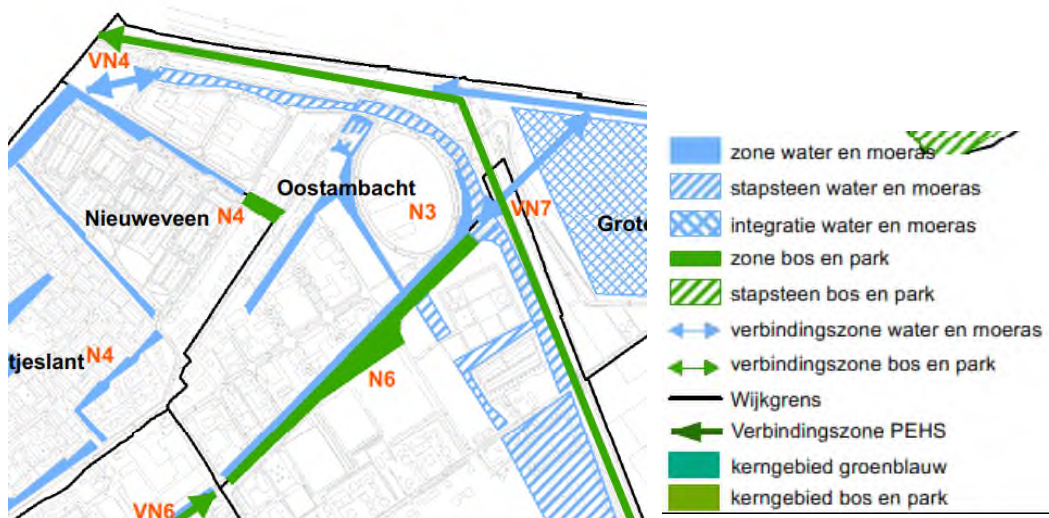 VN4
Oostambacht
Nieuweveen N4
N3
VN7
Grote
tjeslant N4
N6
VN6
zone water en moeras
stapsteen water en moeras
integratie water en moeras
zone bos en park
stapsteen bos en park
verbindingszone water en moeras
verbindingszone bos en park
Wijkgrens
Verbindingszone PEHS
kerngebied groenblauw
kerngebied bos en park